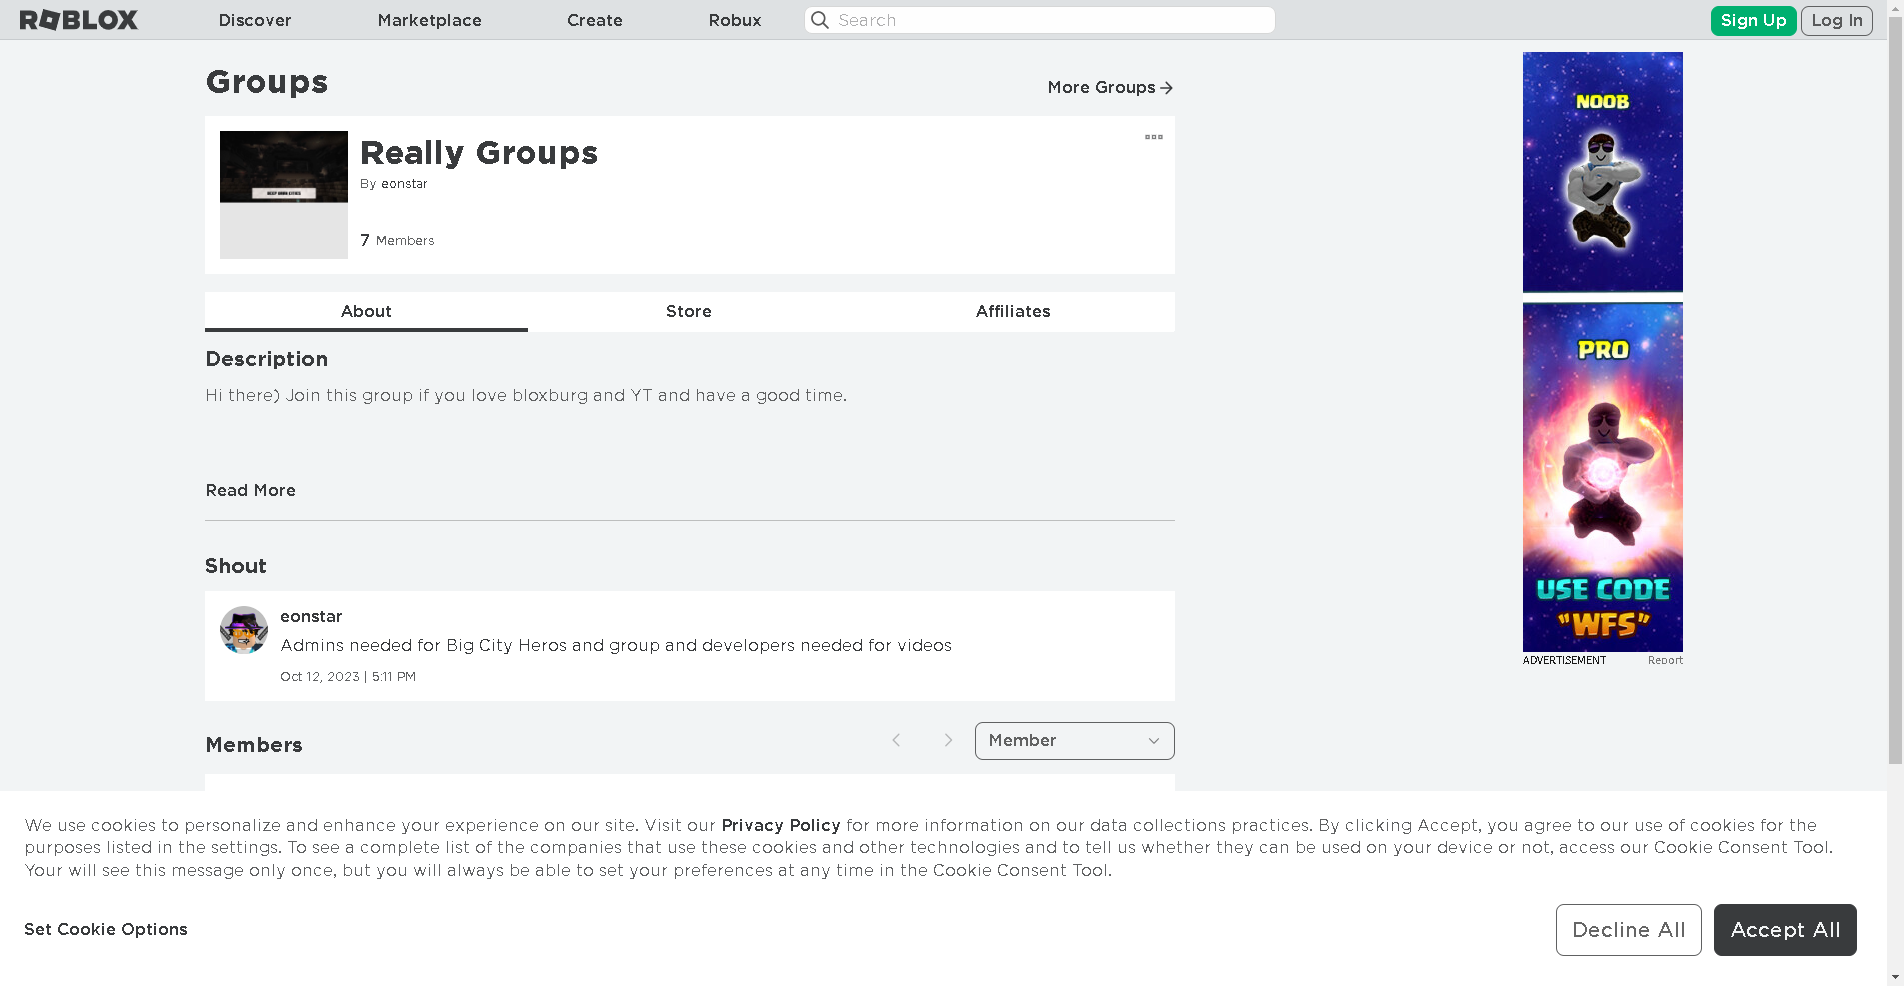 ROBLOX
Discover
Marketplace
Create
Robux
Search
Sign Up
Log In
Groups
More Groups
Really Groups
By eonstar
7 Members
About
Store
Affiliates
Description
Hi there) Join this group if you love bloxburg and YT and have a good time.
Read More
Shout
eonstar
Admins needed for Big City Heros and group and developers needed for videos
Oct 12, 2023 | 5:11 PM
Members
Member
NOOB
PRO
USE CODE
"WFS"
ADVERTISEMENT
Report
We use cookies to personalize and enhance your experience on our site. Visit our Privacy Policy for more information on our data collections practices. By clicking Accept, you agree to our use of cookies for the
purposes listed in the settings. To see a complete list of the companies that use these cookies and other technologies and to tell us whether they can be used on your device or not, access our Cookie Consent Tool.
Your will see this message only once, but you will always be able to set your preferences at any time in the Cookie Consent Tool.
Set Cookie Options
Decline All
Accept All